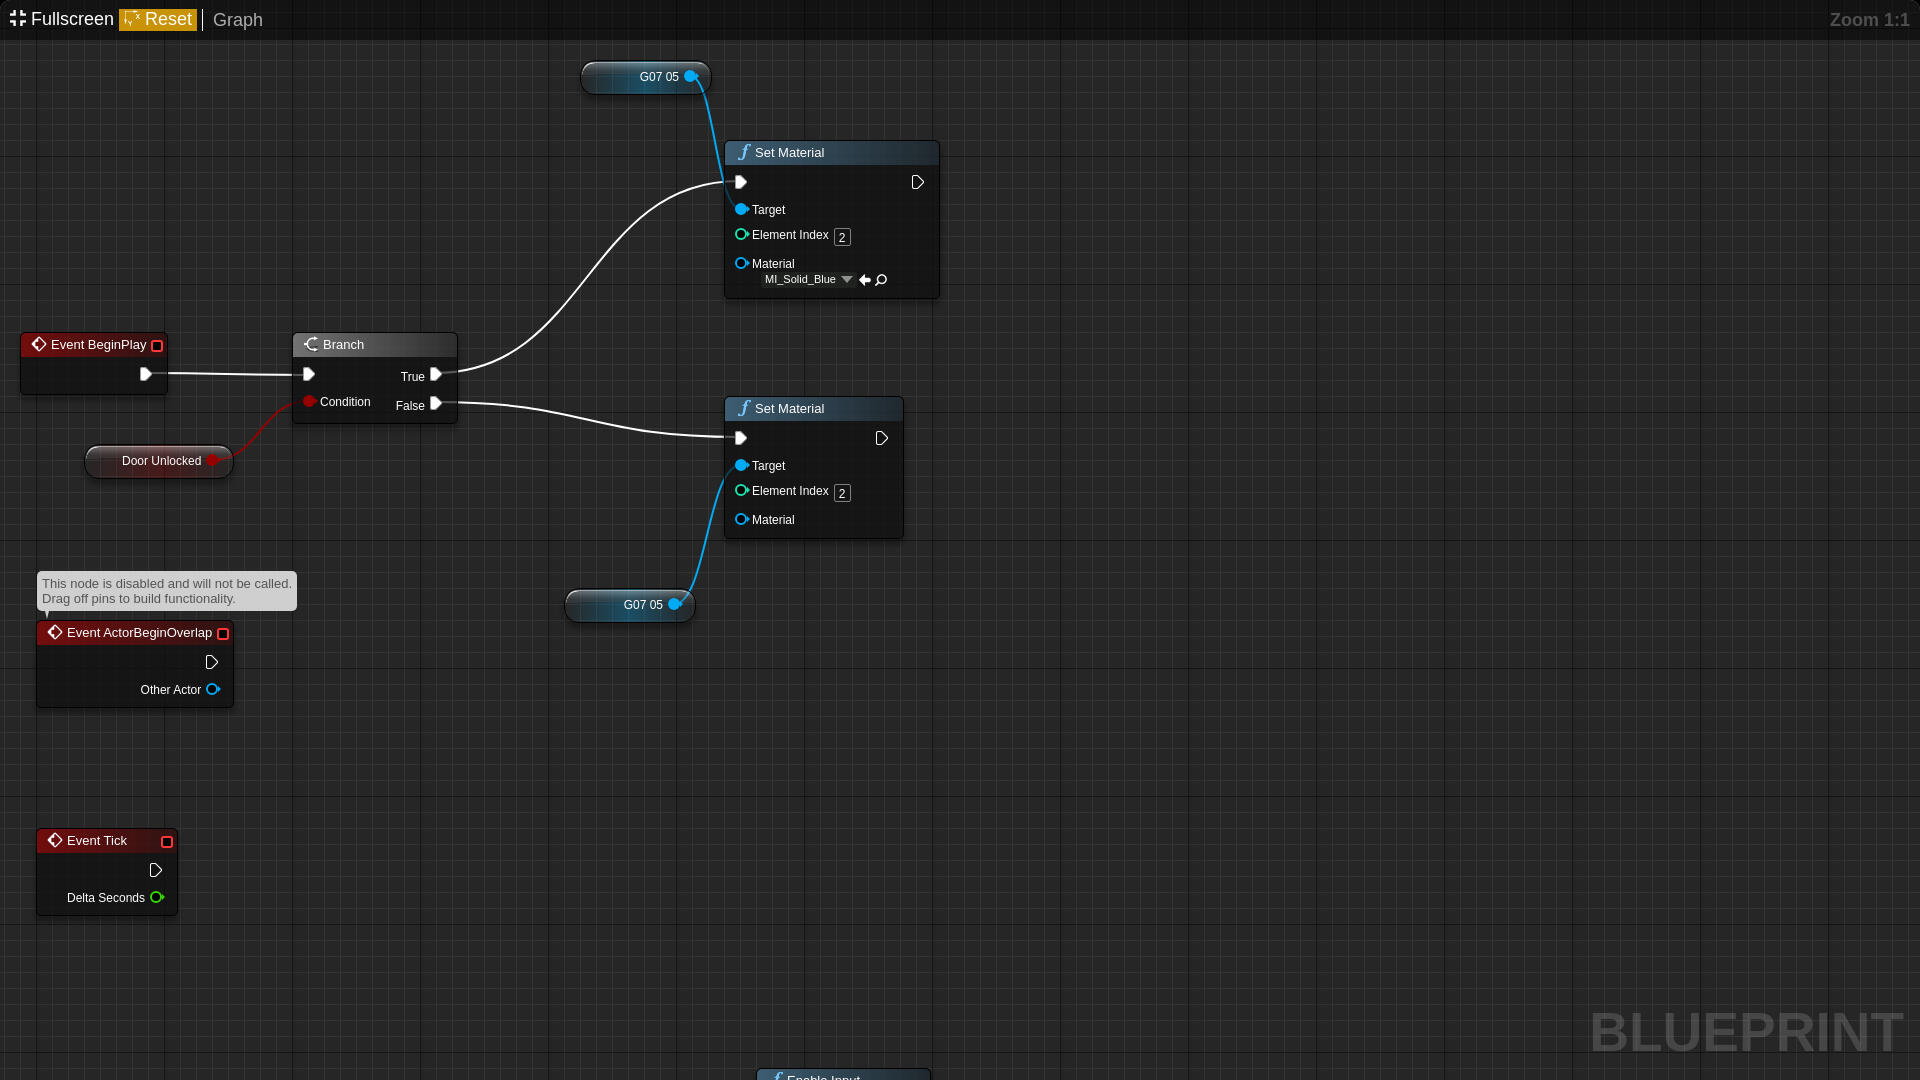 Fullscreen Reset Graph Zoom 1:1
G07 05
Set Material
Target
Element Index 2
Material
MI_Solid_Blue
Event BeginPlay
Branch
True
Condition
False
Door Unlocked
Set Material
Target
Element Index 2
Material
This node is disabled and will not be called.
Drag off pins to build functionality.
G07 05
Event ActorBeginOverlap
Other Actor
Event Tick
Delta Seconds
BLUEPRINT
Enable Input